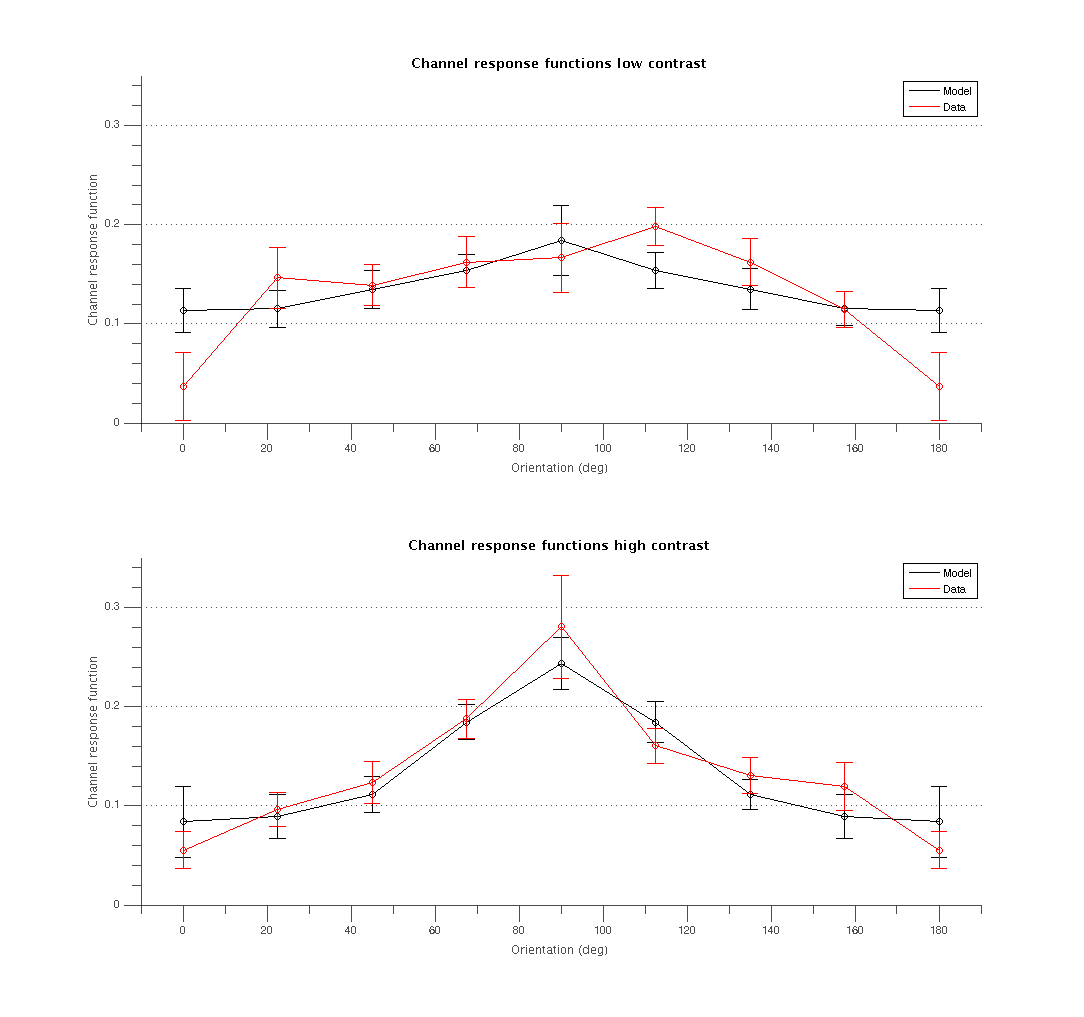 Channel response functions low contrast
Model
Data
0.3
0.2
0.1
0
Channel response function
0 20 40 60 80 100 120 140 160 180
Orientation (deg)
Channel response functions high contrast
Model
Data
0.3
0.2
0.1
0
Channel response function
0 20 40 60 80 100 120 140 160 180
Orientation (deg)